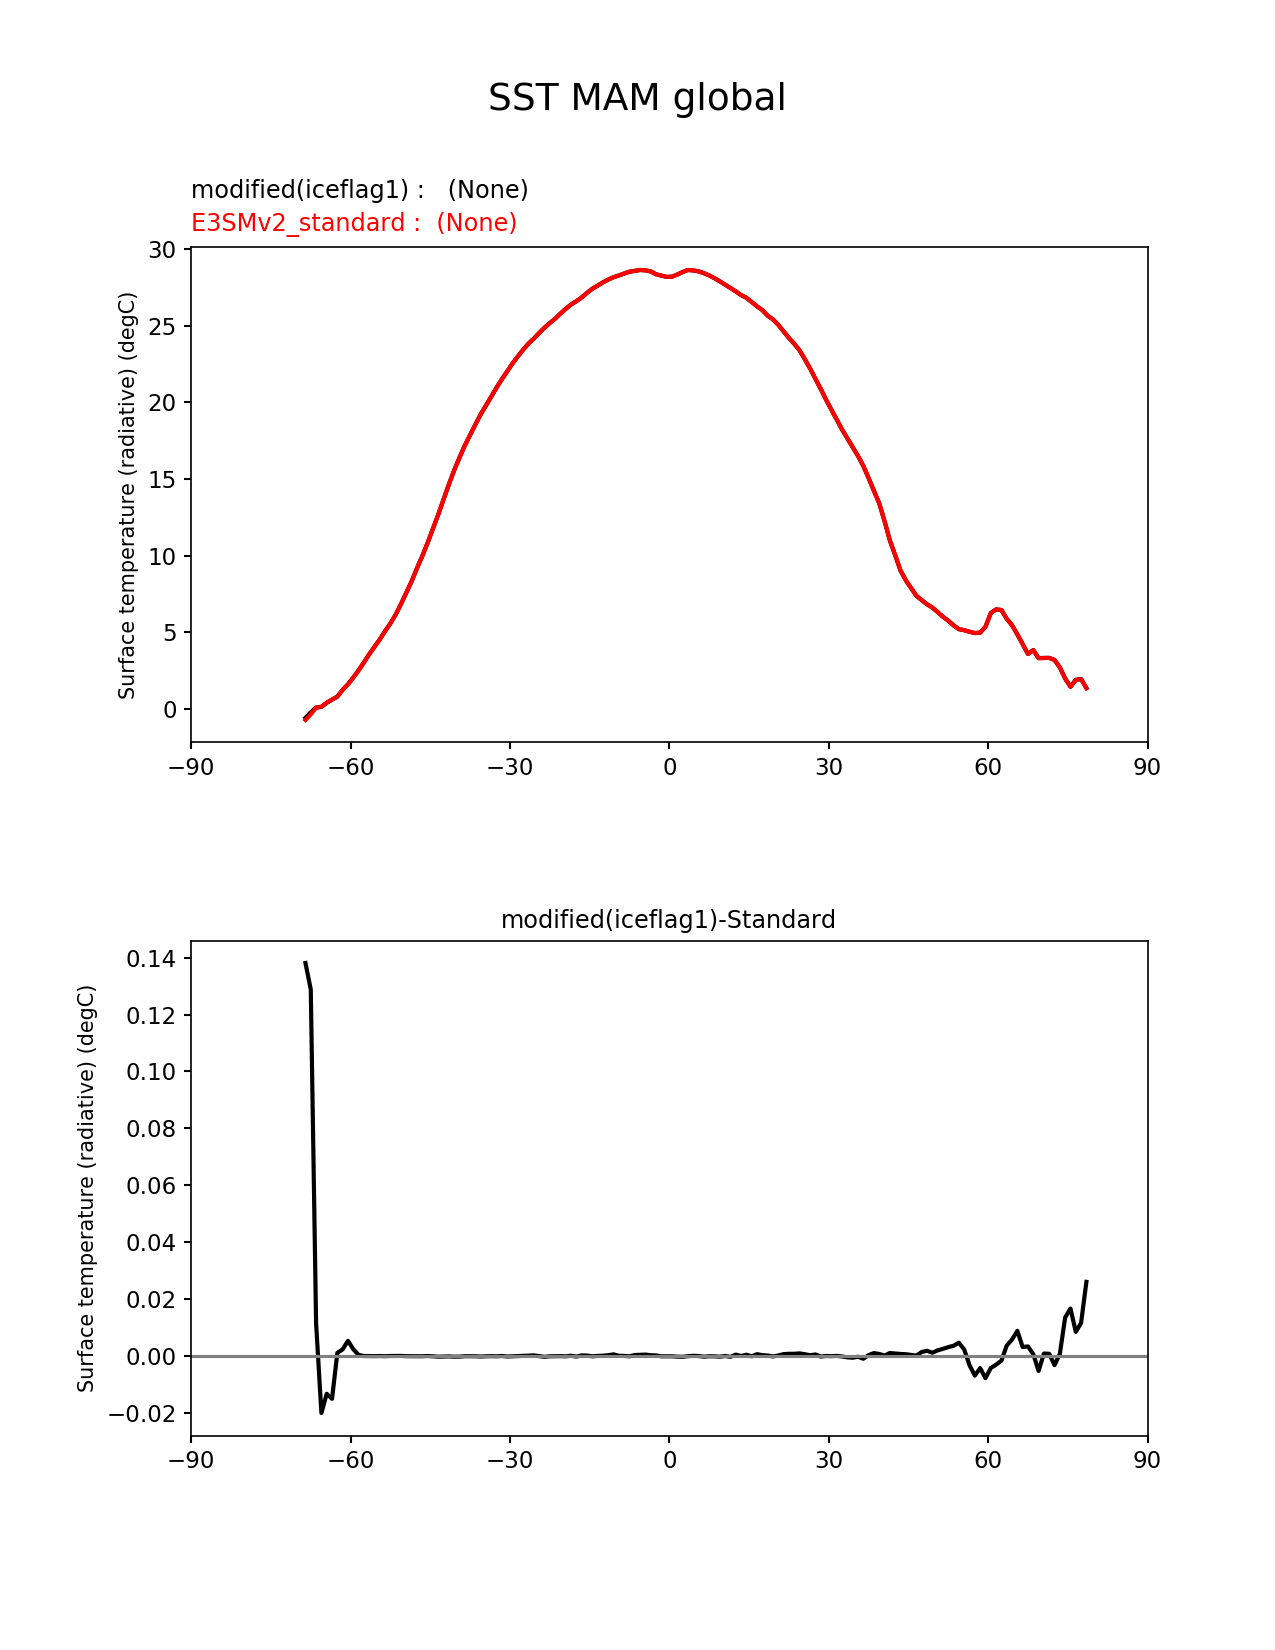 SST MAM global
modified(iceflag1) :   (None)
E3SMv2_standard :  (None)
Surface temperature (radiative) (degC)
30
25
20
15
10
5
0
−90 −60 −30 0 30 60 90
modified(iceflag1)-Standard
Surface temperature (radiative) (degC)
0.14
0.12
0.10
0.08
0.06
0.04
0.02
0.00
−0.02
−90 −60 −30 0 30 60 90